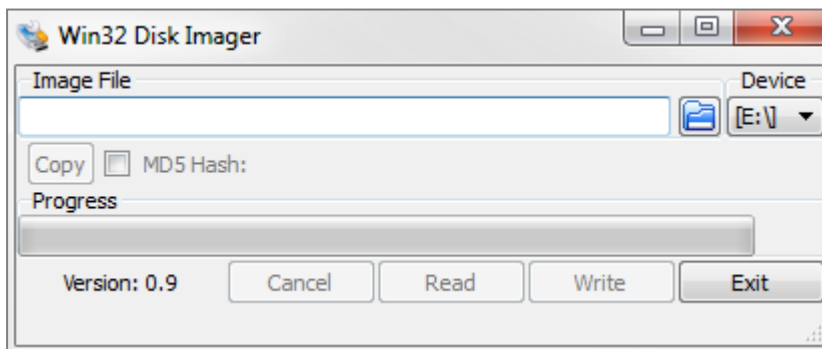 Win32 Disk Imager
Image File Device
[E:\]
Copy MD5 Hash:
Progress
Version: 0.9 Cancel Read Write Exit